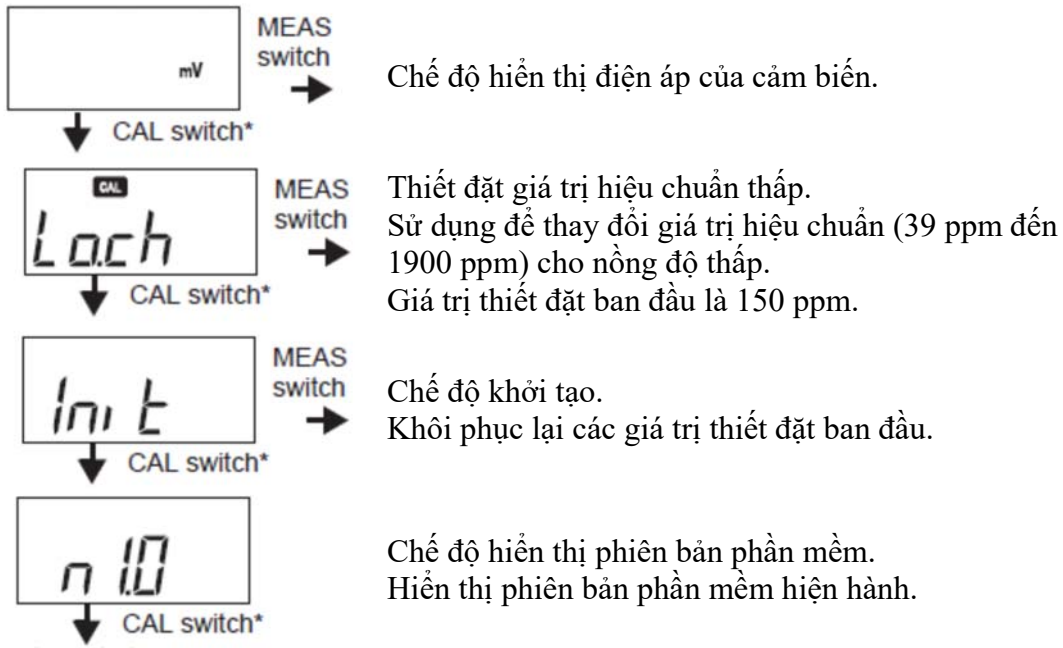 mV
MEAS
switch
Chế độ hiển thị điện áp của cảm biến.
CAL switch*
CAL
Lo.ch
MEAS
switch
Thiết đặt giá trị hiệu chuẩn thấp.
Sử dụng để thay đổi giá trị hiệu chuẩn (39 ppm đến
1900 ppm) cho nồng độ thấp.
Giá trị thiết đặt ban đầu là 150 ppm.
CAL switch*
Init
MEAS
switch
Chế độ khởi tạo.
Khôi phục lại các giá trị thiết đặt ban đầu.
CAL switch*
n 1.0
Chế độ hiển thị phiên bản phần mềm.
Hiển thị phiên bản phần mềm hiện hành.
CAL switch*